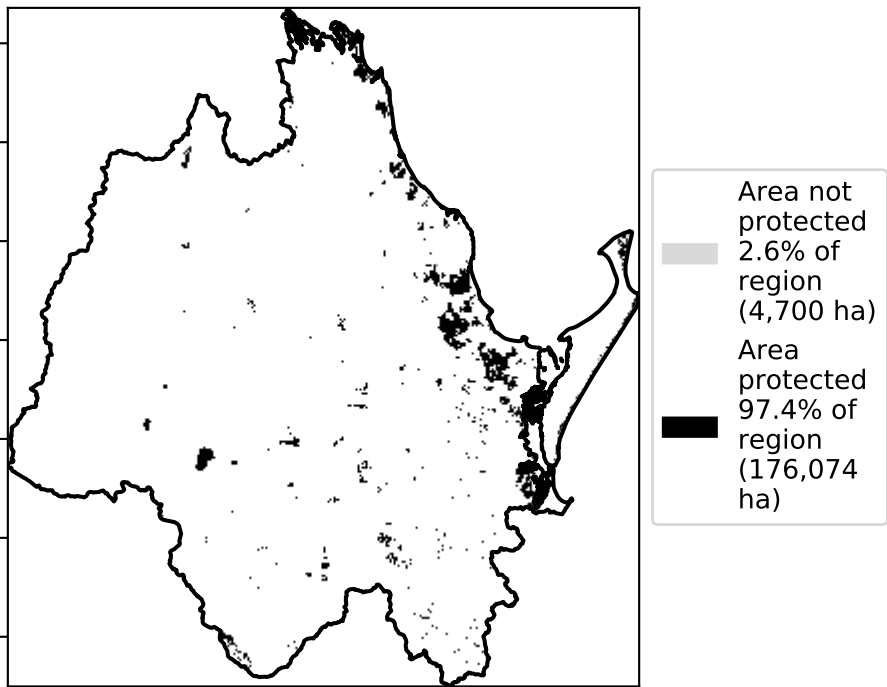 Area not
protected
2.6% of
region
(4,700 ha)
Area
protected
97.4% of
region
(176,074
ha)